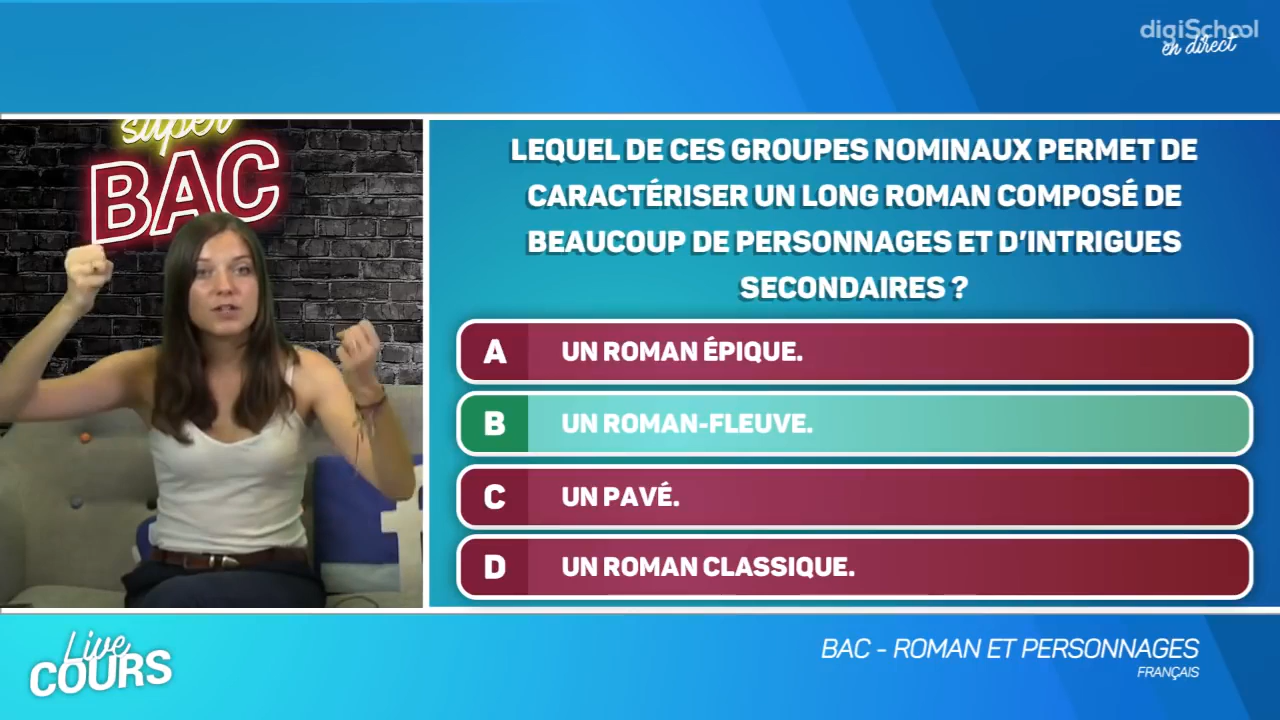 digiSchool
en direct
super
BAC
LEQUEL DE CES GROUPES NOMINAUX PERMET DE
CARACTÉRISER UN LONG ROMAN COMPOSÉ DE
BEAUCOUP DE PERSONNAGES ET D'INTRIGUES
SECONDAIRES ?
A UN ROMAN ÉPIQUE.
B UN ROMAN-FLEUVE.
C UN PAVÉ.
D UN ROMAN CLASSIQUE.
Live
COURS
BAC - ROMAN ET PERSONNAGES
FRANÇAIS